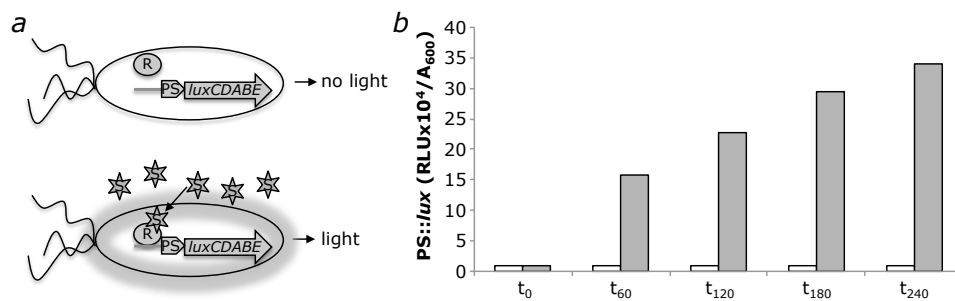 a
R
PS luxCDABE
no light
S S S S S
S
R
PS luxCDABE
light
b
PS::lux (RLUx10⁴/A₆₀₀)
40
35
30
25
20
15
10
5
0
t₀ t₆₀ t₁₂₀ t₁₈₀ t₂₄₀